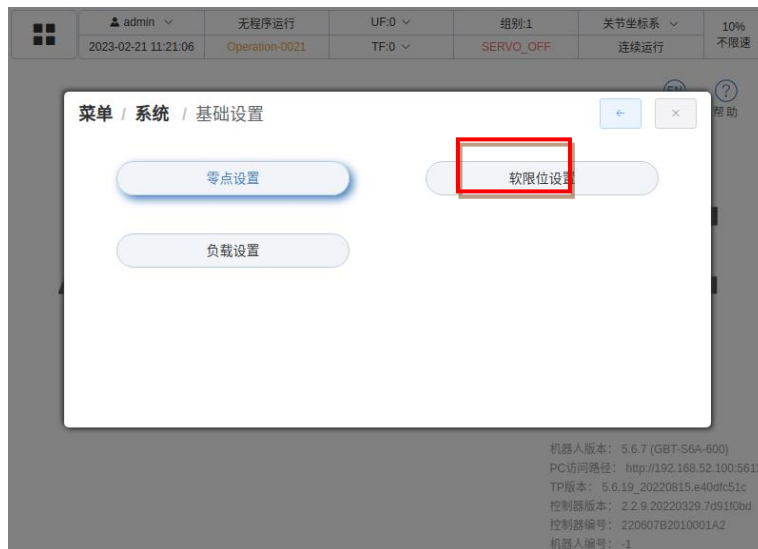 admin 无程序运行 UF:0 组别:1 关节坐标系 10%
2023-02-21 11:21:06 Operation-0021 TF:0 SERVO_OFF 连续运行 不限速
EN ?
帮助
菜单 / 系统 / 基础设置 ← ×
零点设置 软限位设置
负载设置
机器人版本： 5.6.7 (GBT-S6A-600)
PC访问路径： http://192.168.52.100:561
TP版本： 5.6.19_20220815.e40dfc51c
控制器版本： 2.2.9.20220329.7d91f0bd
控制器编号： 220607B2010001A2
机器人编号： -1